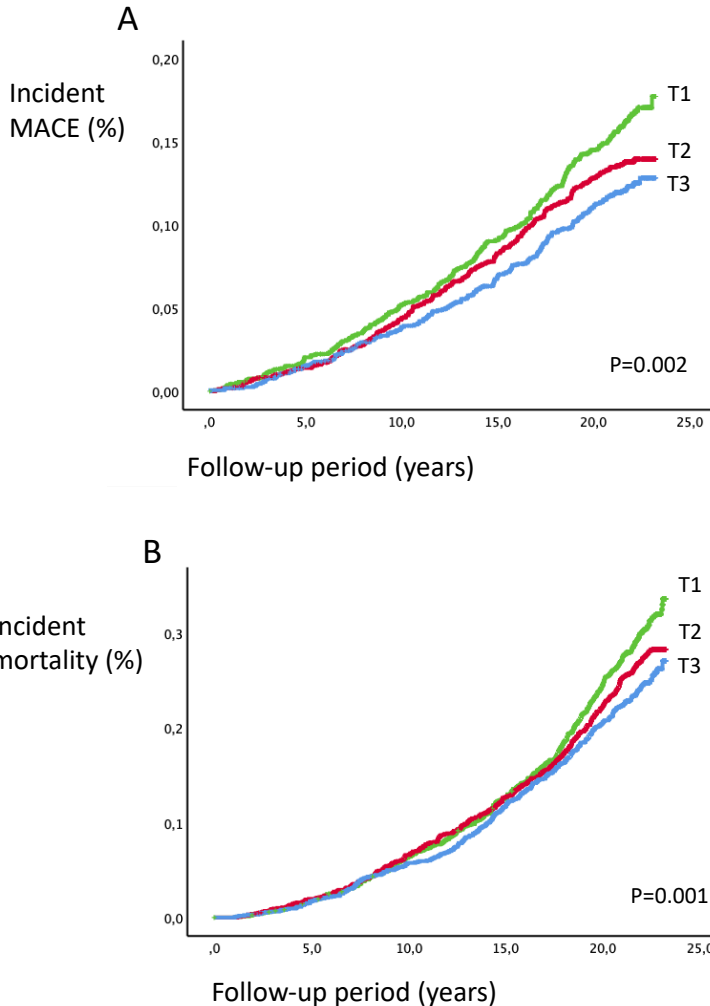 A
Incident
MACE (%)
0,20
0,15
0,10
0,05
0,00
T1
T2
T3
P=0.002
,0 5,0 10,0 15,0 20,0 25,0
Follow-up period (years)
B
ncident
mortality (%)
0,3
0,2
0,1
0,0
T1
T2
T3
P=0.001
,0 5,0 10,0 15,0 20,0 25,0
Follow-up period (years)